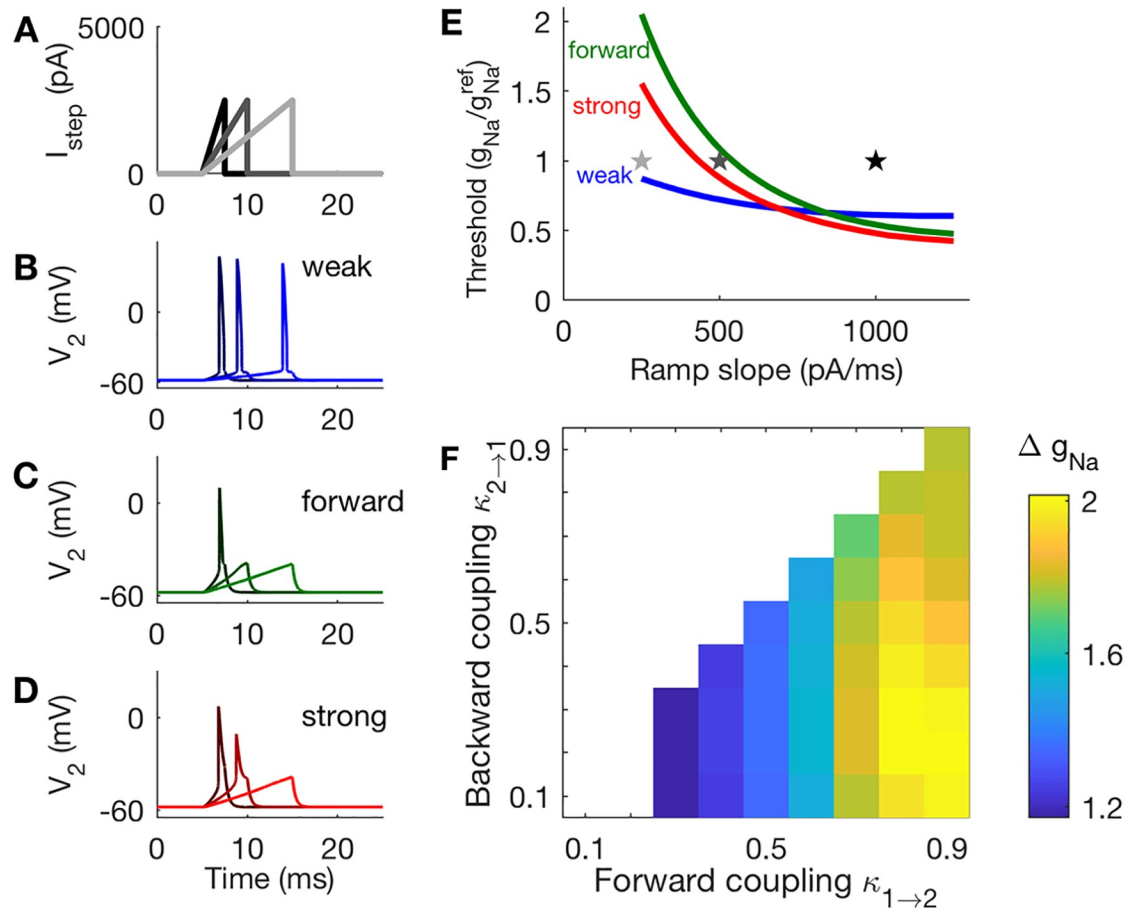 A
5000
I_step (pA)
0
0 10 20
B
weak
0
V_2 (mV)
-60
0 10 20
C
forward
0
V_2 (mV)
-60
0 10 20
D
strong
0
V_2 (mV)
-60
0 10 20
Time (ms)
E
2
forward
1.5
strong
1
weak
0.5
0
Threshold (g_Na/g_Na^ref)
0 500 1000
Ramp slope (pA/ms)
F
0.9
0.5
0.1
Backward coupling κ_2→1
0.1 0.5 0.9
Forward coupling κ_1→2
Δ g_Na
2
1.6
1.2